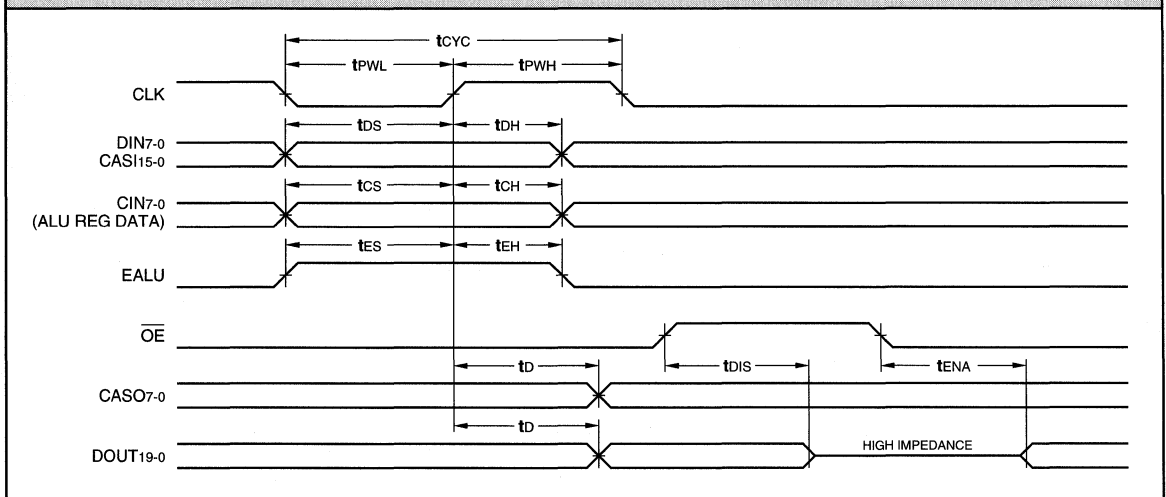 tCYC
tPWL tPWH
CLK
tDS tDH
DIN7-0
CASI15-0
tCS tCH
CIN7-0
(ALU REG DATA)
tES tEH
EALU
OE
tD tDIS tENA
CASO7-0
tD
DOUT19-0 HIGH IMPEDANCE